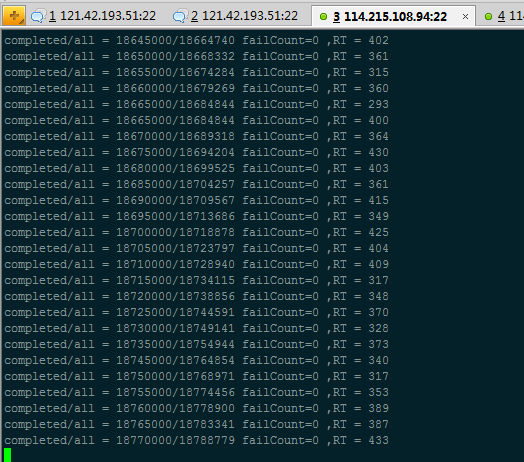 1 121.42.193.51:22 2 121.42.193.51:22 3 114.215.108.94:22 × 4 114
completed/all = 18645000/18664740 failCount=0 ,RT = 402
completed/all = 18650000/18668332 failCount=0 ,RT = 361
completed/all = 18655000/18674284 failCount=0 ,RT = 315
completed/all = 18660000/18679269 failCount=0 ,RT = 360
completed/all = 18665000/18684844 failCount=0 ,RT = 293
completed/all = 18665000/18684844 failCount=0 ,RT = 400
completed/all = 18670000/18689318 failCount=0 ,RT = 364
completed/all = 18675000/18694204 failCount=0 ,RT = 430
completed/all = 18680000/18699525 failCount=0 ,RT = 403
completed/all = 18685000/18704257 failCount=0 ,RT = 361
completed/all = 18690000/18709567 failCount=0 ,RT = 415
completed/all = 18695000/18713686 failCount=0 ,RT = 349
completed/all = 18700000/18718878 failCount=0 ,RT = 425
completed/all = 18705000/18723797 failCount=0 ,RT = 404
completed/all = 18710000/18728940 failCount=0 ,RT = 409
completed/all = 18715000/18734115 failCount=0 ,RT = 317
completed/all = 18720000/18738856 failCount=0 ,RT = 348
completed/all = 18725000/18744591 failCount=0 ,RT = 370
completed/all = 18730000/18749141 failCount=0 ,RT = 328
completed/all = 18735000/18754944 failCount=0 ,RT = 373
completed/all = 18745000/18764854 failCount=0 ,RT = 340
completed/all = 18750000/18768971 failCount=0 ,RT = 317
completed/all = 18755000/18774456 failCount=0 ,RT = 353
completed/all = 18760000/18778900 failCount=0 ,RT = 389
completed/all = 18765000/18783341 failCount=0 ,RT = 387
completed/all = 18770000/18788779 failCount=0 ,RT = 433